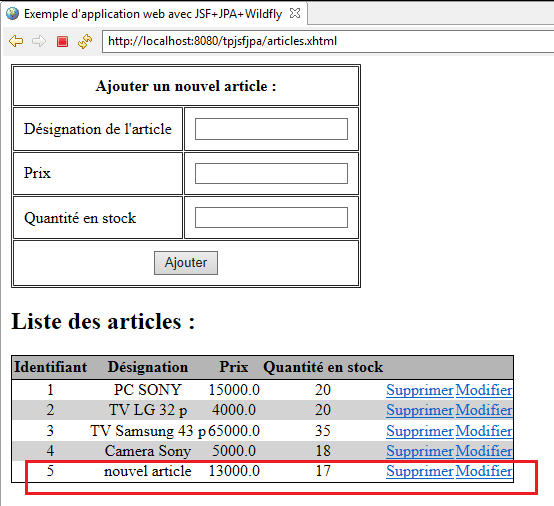 Exemple d'application web avec JSF+JPA+Wildfly
http://localhost:8080/tpjsfjpa/articles.xhtml
Ajouter un nouvel article :
Désignation de l'article
Prix
Quantité en stock
Ajouter
Liste des articles :
Identifiant Désignation Prix Quantité en stock
1 PC SONY 15000.0 20 Supprimer Modifier
2 TV LG 32 p 4000.0 20 Supprimer Modifier
3 TV Samsung 43 p 65000.0 35 Supprimer Modifier
4 Camera Sony 5000.0 18 Supprimer Modifier
5 nouvel article 13000.0 17 Supprimer Modifier